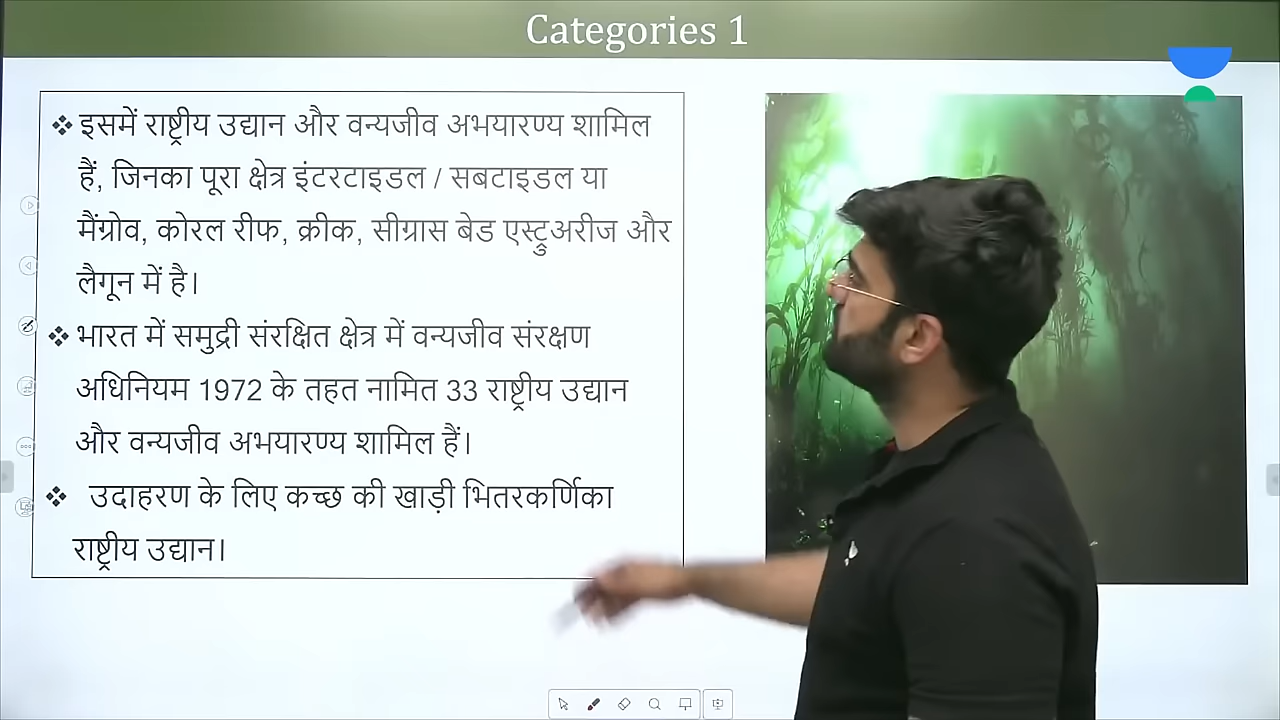 Categories 1
❖ इसमें राष्ट्रीय उद्यान और वन्यजीव अभयारण्य शामिल
हैं, जिनका पूरा क्षेत्र इंटरटाइडल / सबटाइडल या
मैंग्रोव, कोरल रीफ, क्रीक, सीग्रास बेड एस्ट्रुअरीज और
लैगून में है।
❖ भारत में समुद्री संरक्षित क्षेत्र में वन्यजीव संरक्षण
अधिनियम 1972 के तहत नामित 33 राष्ट्रीय उद्यान
और वन्यजीव अभयारण्य शामिल हैं।
❖ उदाहरण के लिए कच्छ की खाड़ी भितरकर्णिका
राष्ट्रीय उद्यान।